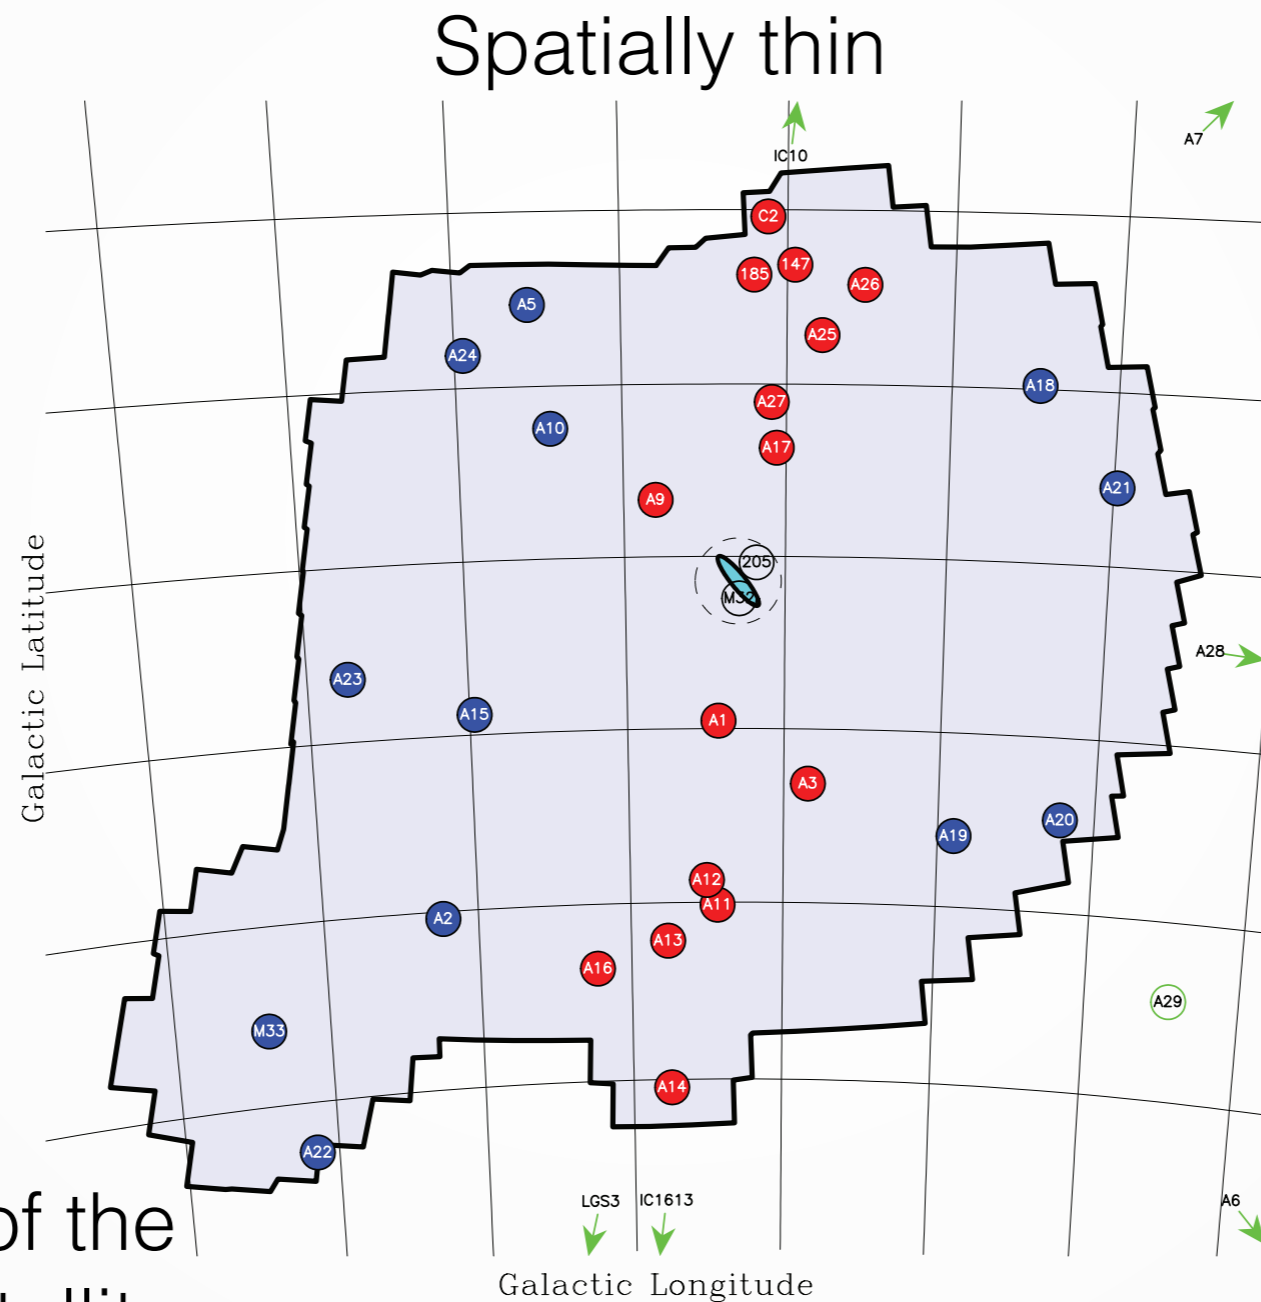 Spatially thin
A7
IC10
C2
147
185
A26
A5
A25
A24
A18
A27
A10
A17
A21
A9
205
M32
A28
A23
A15
A1
A3
A20
A19
A12
A11
A2
A13
A16
A29
M33
A14
A22
LGS3 IC1613
A6
Galactic Latitude
Galactic Longitude
of the